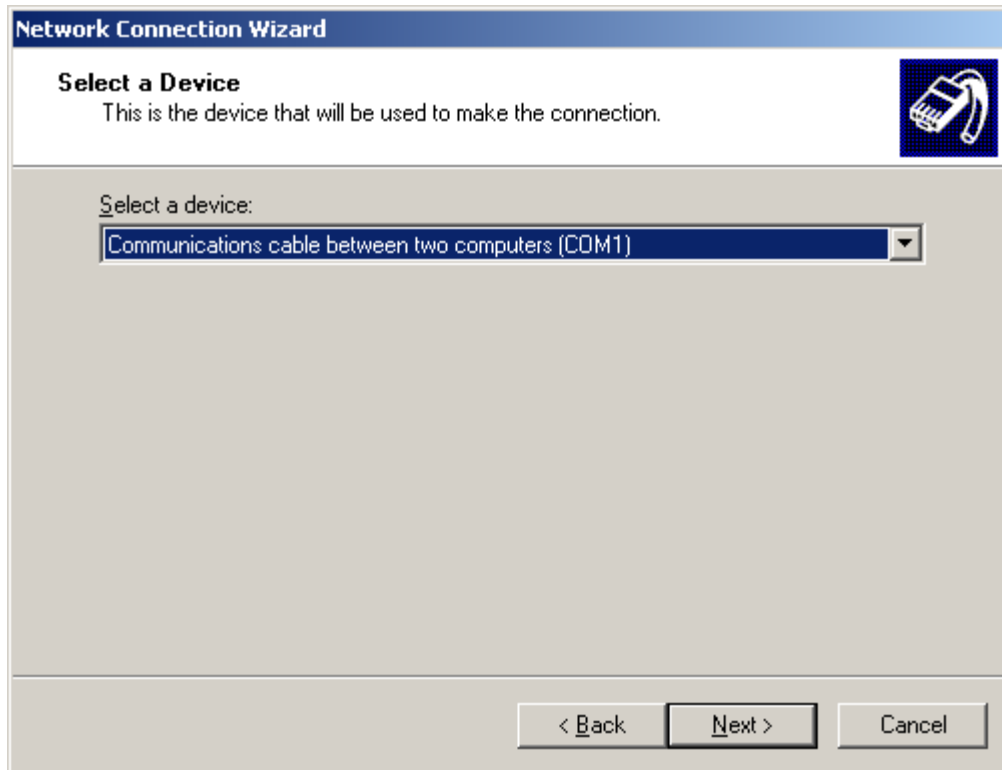 Network Connection Wizard
Select a Device
This is the device that will be used to make the connection.
Select a device:
Communications cable between two computers (COM1)
< Back
Next >
Cancel